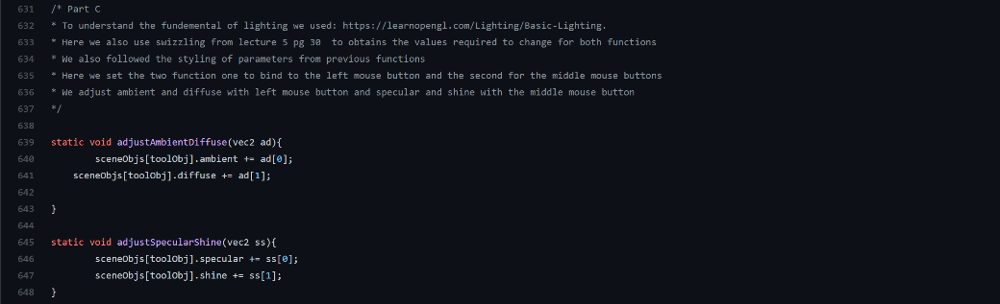 631 /* Part C
632 * To understand the fundemental of lighting we used: https://learnopengl.com/Lighting/Basic-Lighting.
633 * Here we also use swizzling from lecture 5 pg 30  to obtains the values required to change for both functions
634 * We also followed the styling of parameters from previous functions
635 * Here we set the two function one to bind to the left mouse button and the second for the middle mouse buttons
636 * We adjust ambient and diffuse with left mouse button and specular and shine with the middle mouse button
637 */
638
639 static void adjustAmbientDiffuse(vec2 ad){
640         sceneObjs[toolObj].ambient += ad[0];
641     sceneObjs[toolObj].diffuse += ad[1];
642
643 }
644
645 static void adjustSpecularShine(vec2 ss){
646         sceneObjs[toolObj].specular += ss[0];
647         sceneObjs[toolObj].shine += ss[1];
648 }